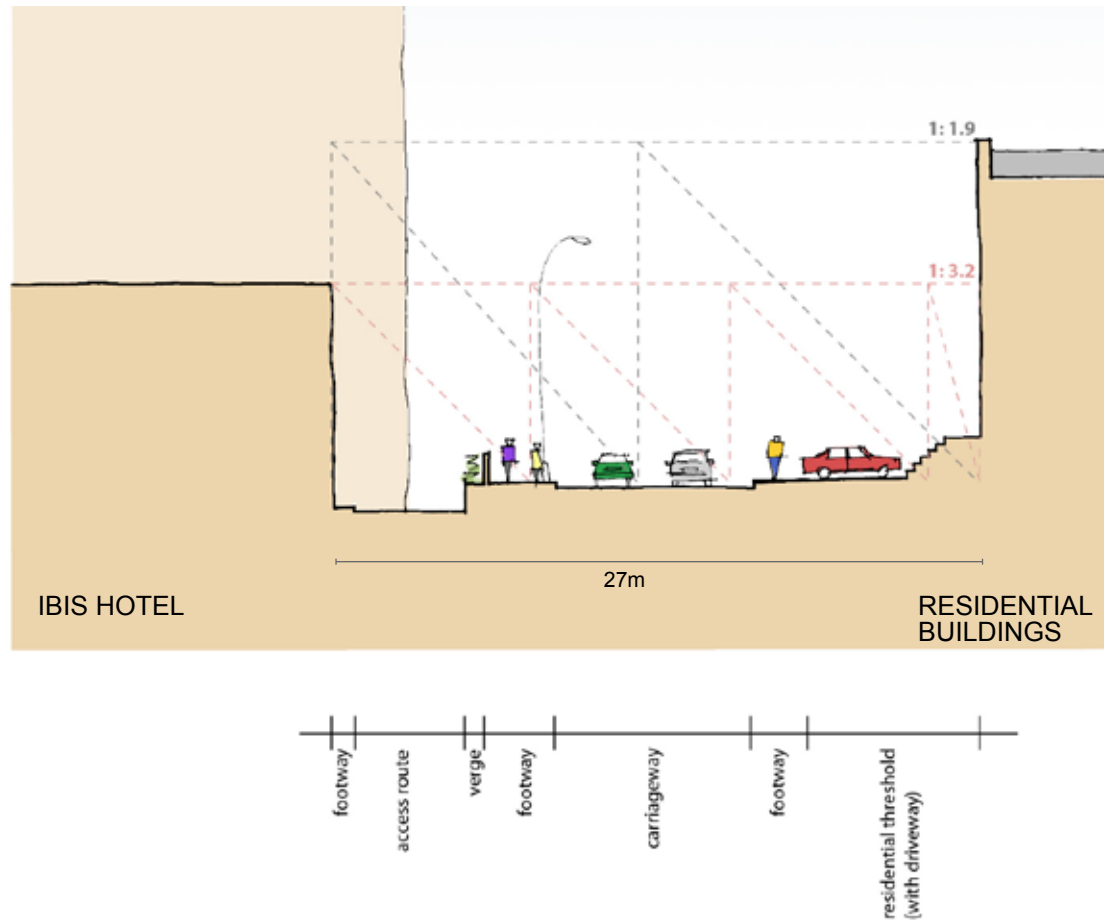 1: 1.9
1: 3.2
27m
IBIS HOTEL
RESIDENTIAL
BUILDINGS
footway
access route
verge
footway
carriageway
footway
residential threshold
(with driveway)